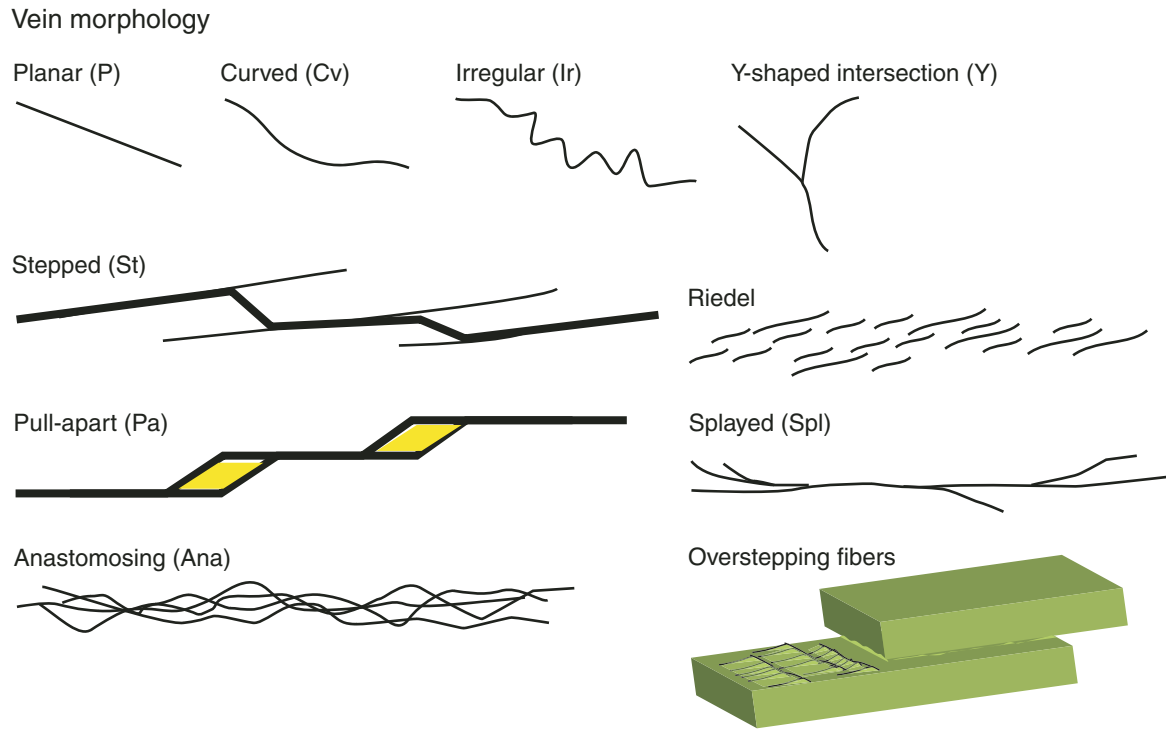 Vein morphology
Planar (P)
Curved (Cv)
Irregular (Ir)
Y-shaped intersection (Y)
Stepped (St)
Riedel
Pull-apart (Pa)
Splayed (Spl)
Anastomosing (Ana)
Overstepping fibers